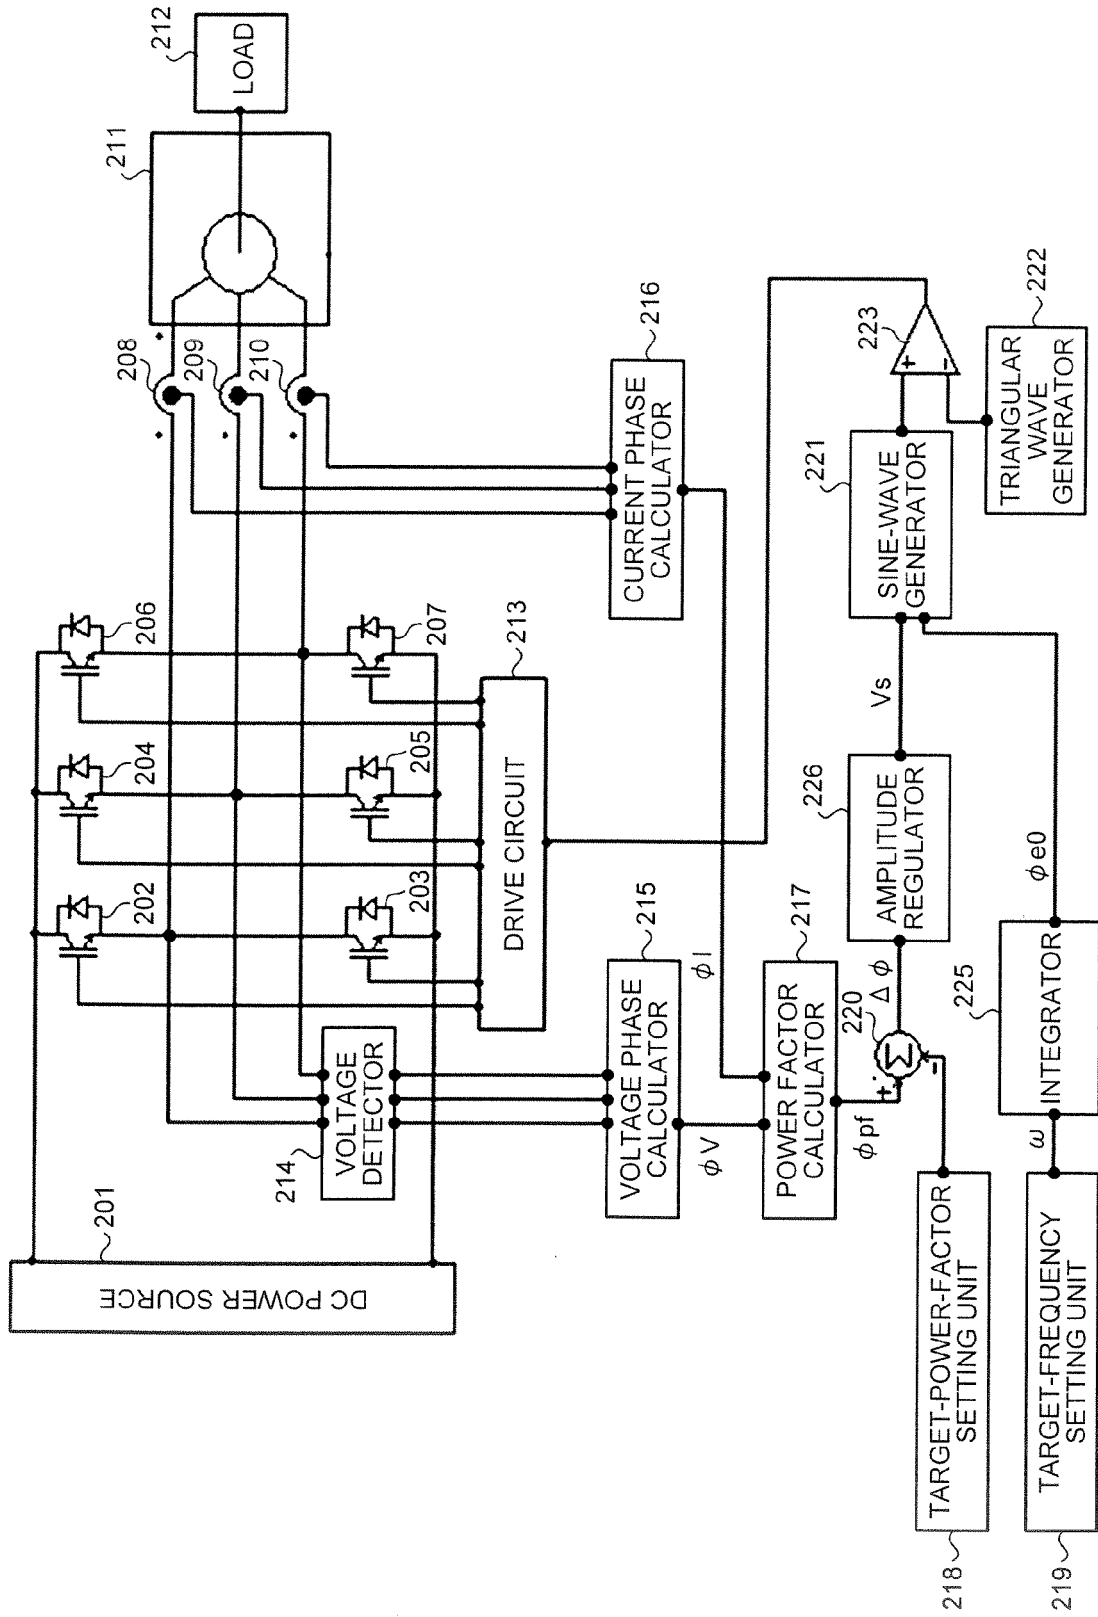 201
DC POWER SOURCE
202
203
204
205
206
207
208
209
210
211
212
LOAD
213
DRIVE CIRCUIT
214
VOLTAGE
DETECTOR
215
VOLTAGE PHASE
CALCULATOR
216
CURRENT PHASE
CALCULATOR
φV
φI
217
POWER FACTOR
CALCULATOR
φpf
+
-
Σ
220
Δφ
226
AMPLITUDE
REGULATOR
Vs
221
SINE-WAVE
GENERATOR
223
+
-
222
TRIANGULAR
WAVE
GENERATOR
218
TARGET-POWER-FACTOR
SETTING UNIT
219
TARGET-FREQUENCY
SETTING UNIT
ω
225
INTEGRATOR
φe0